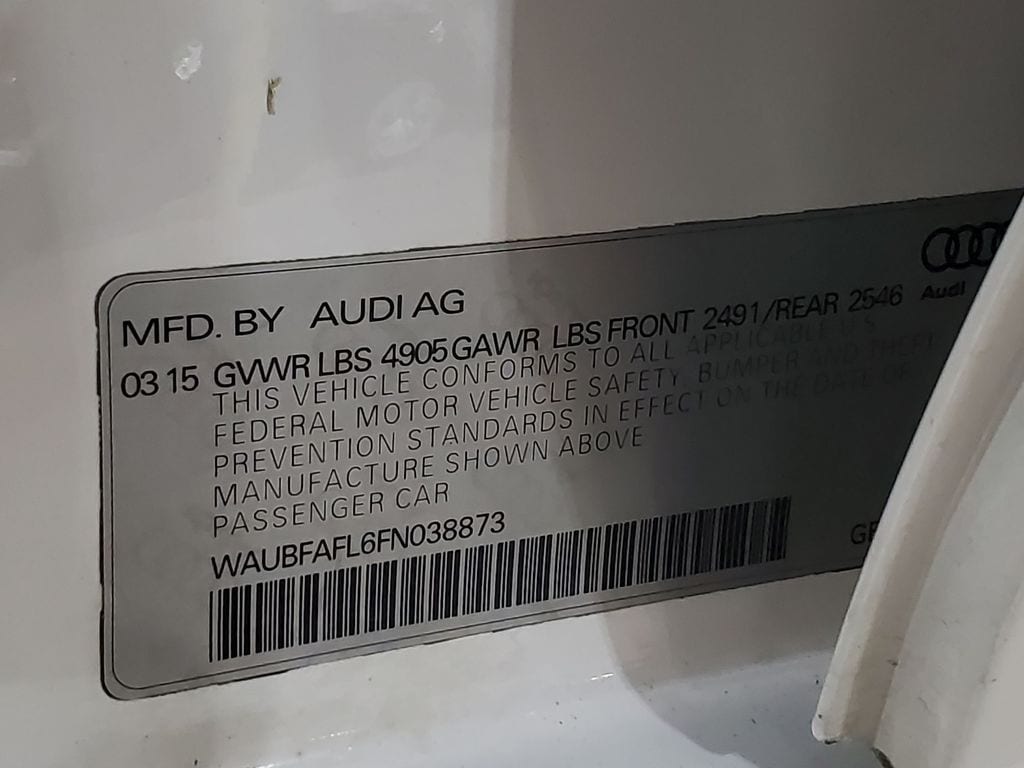 MFD. BY AUDI AG
Audi
03 15 GVWR LBS 4905 GAWR LBS FRONT 2491/REAR 2546
THIS VEHICLE CONFORMS TO ALL APPLICABLE U.S.
FEDERAL MOTOR VEHICLE SAFETY, BUMPER AND THEFT
PREVENTION STANDARDS IN EFFECT ON THE DATE OF
MANUFACTURE SHOWN ABOVE
PASSENGER CAR
WAUBFAFL6FN038873